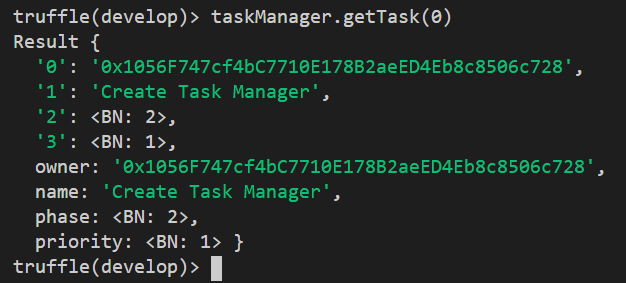 truffle(develop)> taskManager.getTask(0)
Result {
  '0': '0x1056F747cf4bC7710E178B2aeED4Eb8c8506c728',
  '1': 'Create Task Manager',
  '2': <BN: 2>,
  '3': <BN: 1>,
  owner: '0x1056F747cf4bC7710E178B2aeED4Eb8c8506c728',
  name: 'Create Task Manager',
  phase: <BN: 2>,
  priority: <BN: 1> }
truffle(develop)>